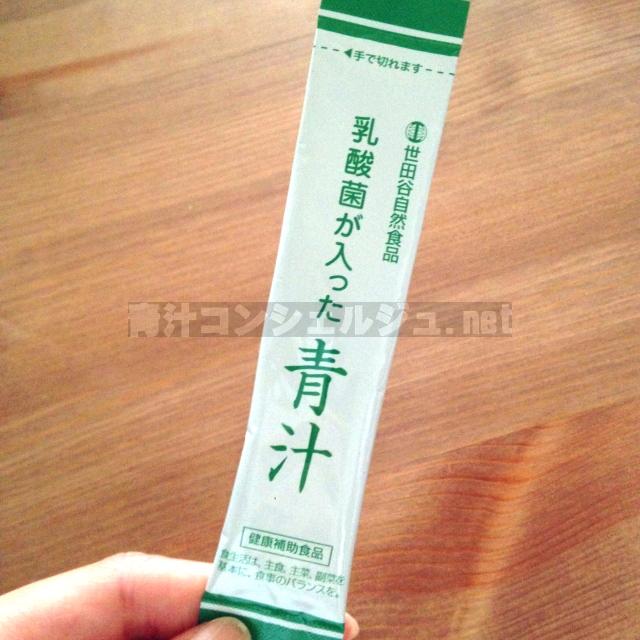 ◀手で切れます
世田谷自然食品
乳酸菌が入った
青汁
青汁コンシェルジュ.net
健康補助食品
食生活は、主食、主菜、副菜を
基本に、食事のバランスを。